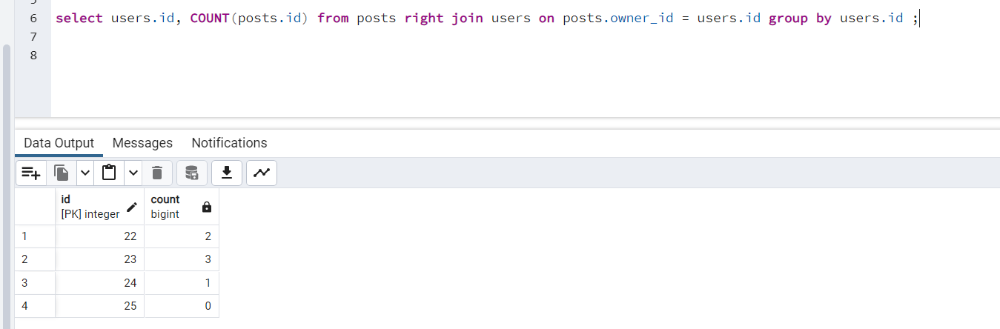 6 select users.id, COUNT(posts.id) from posts right join users on posts.owner_id = users.id group by users.id ;
7
8
Data Output Messages Notifications
id count
[PK] integer bigint
1 22 2
2 23 3
3 24 1
4 25 0